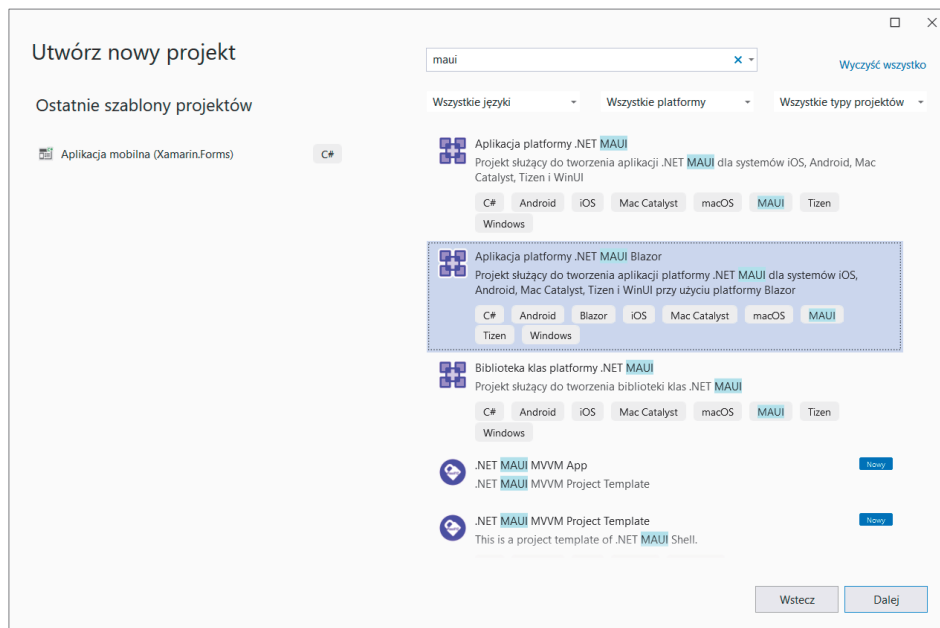 Utwórz nowy projekt
maui
Wyczyść wszystko
Ostatnie szablony projektów
Wszystkie języki
Wszystkie platformy
Wszystkie typy projektów
Aplikacja mobilna (Xamarin.Forms)
C#
Aplikacja platformy .NET MAUI
Projekt służący do tworzenia aplikacji .NET MAUI dla systemów iOS, Android, Mac
Catalyst, Tizen i WinUI
C# Android iOS Mac Catalyst macOS MAUI Tizen
Windows
Aplikacja platformy .NET MAUI Blazor
Projekt służący do tworzenia aplikacji platformy .NET MAUI dla systemów iOS,
Android, Mac Catalyst, Tizen i WinUI przy użyciu platformy Blazor
C# Android Blazor iOS Mac Catalyst macOS MAUI
Tizen Windows
Biblioteka klas platformy .NET MAUI
Projekt służący do tworzenia biblioteki klas .NET MAUI
C# Android iOS Mac Catalyst macOS MAUI Tizen
Windows
.NET MAUI MVVM App
Nowy
.NET MAUI MVVM Project Template
.NET MAUI MVVM Project Template
Nowy
This is a project template of .NET MAUI Shell.
Wstecz
Dalej